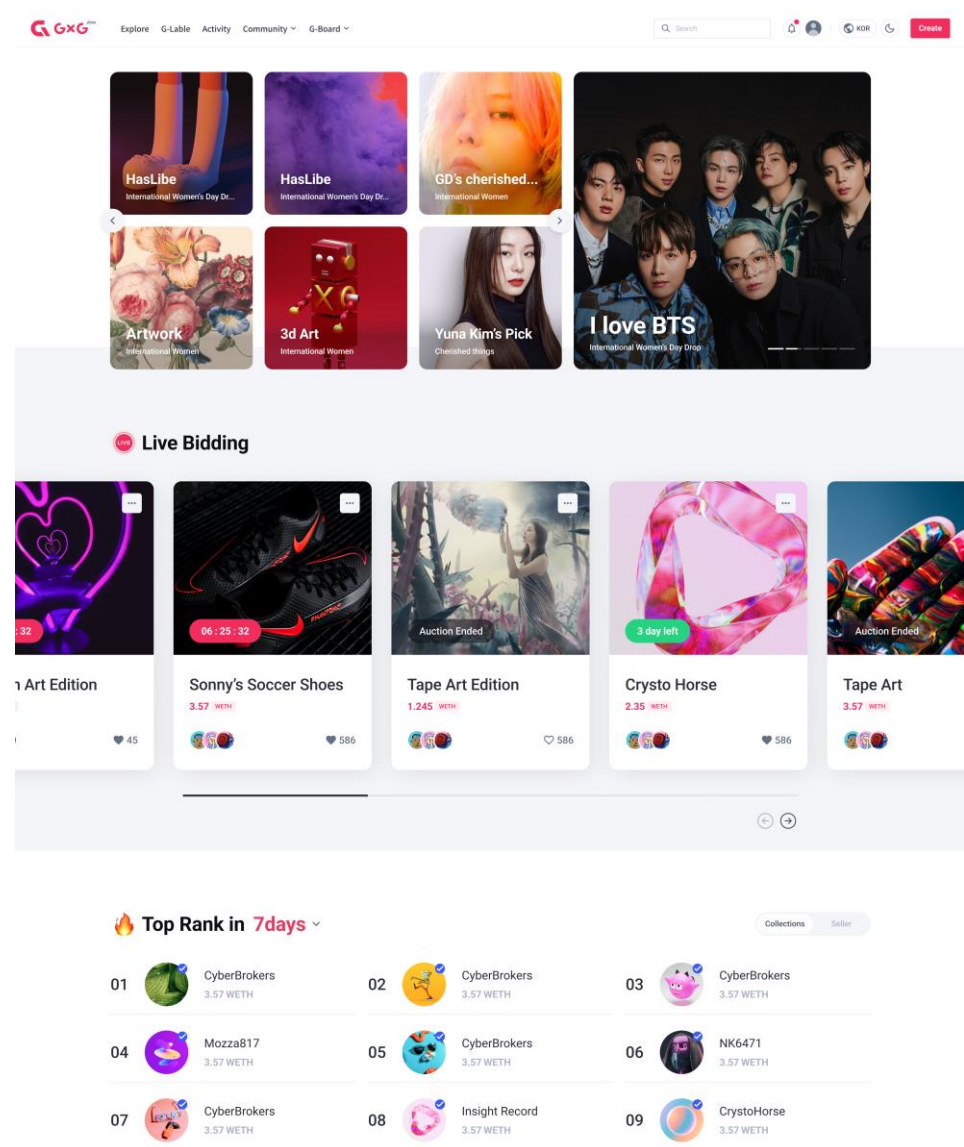 GxG
Explore G-Lable Activity Community G-Board
Search
KOR
Create
HasLibe
International Women's Day Dr...
HasLibe
International Women's Day Dr...
GD's cherished...
International Women
Artwork
International Women
3d Art
International Women
Yuna Kim's Pick
Cherished things
I love BTS
International Women's Day Drop
LIVE
Live Bidding
: 32
n Art Edition
45
06 : 25 : 32
PHANTOM
Sonny's Soccer Shoes
3.57 WETH
586
Auction Ended
Tape Art Edition
1.245 WETH
586
3 day left
Crysto Horse
2.35 WETH
586
Auction Ended
Tape Art
3.57 WETH
Top Rank in 7days
Collections Seller
01 CyberBrokers
3.57 WETH
02 CyberBrokers
3.57 WETH
03 CyberBrokers
3.57 WETH
04 Mozza817
3.57 WETH
05 CyberBrokers
3.57 WETH
06 NK6471
3.57 WETH
07 CyberBrokers
3.57 WETH
08 Insight Record
3.57 WETH
09 CrystoHorse
3.57 WETH